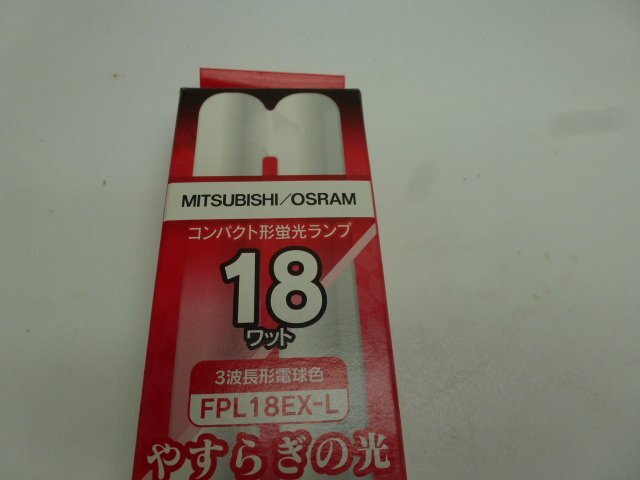 MITSUBISHI/OSRAM
コンパクト形蛍光ランプ
18
ワット
3波長形電球色
FPL18EX-L
やすらぎの光